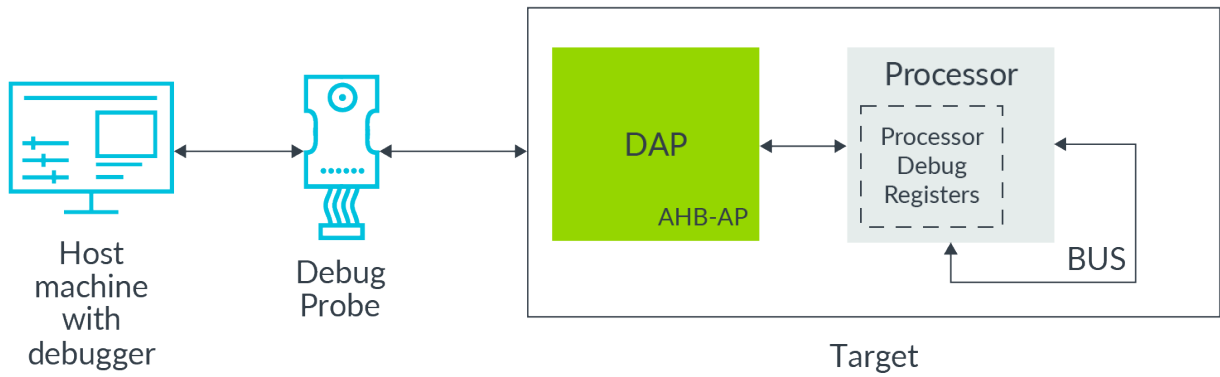 Host
machine
with
debugger
Debug
Probe
DAP
AHB-AP
Processor
Processor
Debug
Registers
BUS
Target